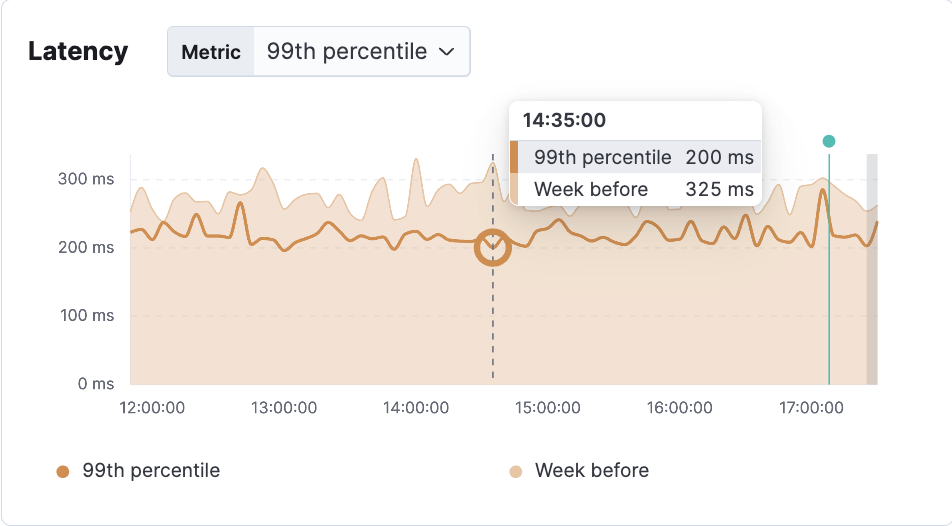 Latency
Metric 99th percentile
14:35:00
99th percentile 200 ms
Week before 325 ms
300 ms
200 ms
100 ms
0 ms
12:00:00 13:00:00 14:00:00 15:00:00 16:00:00 17:00:00
99th percentile Week before